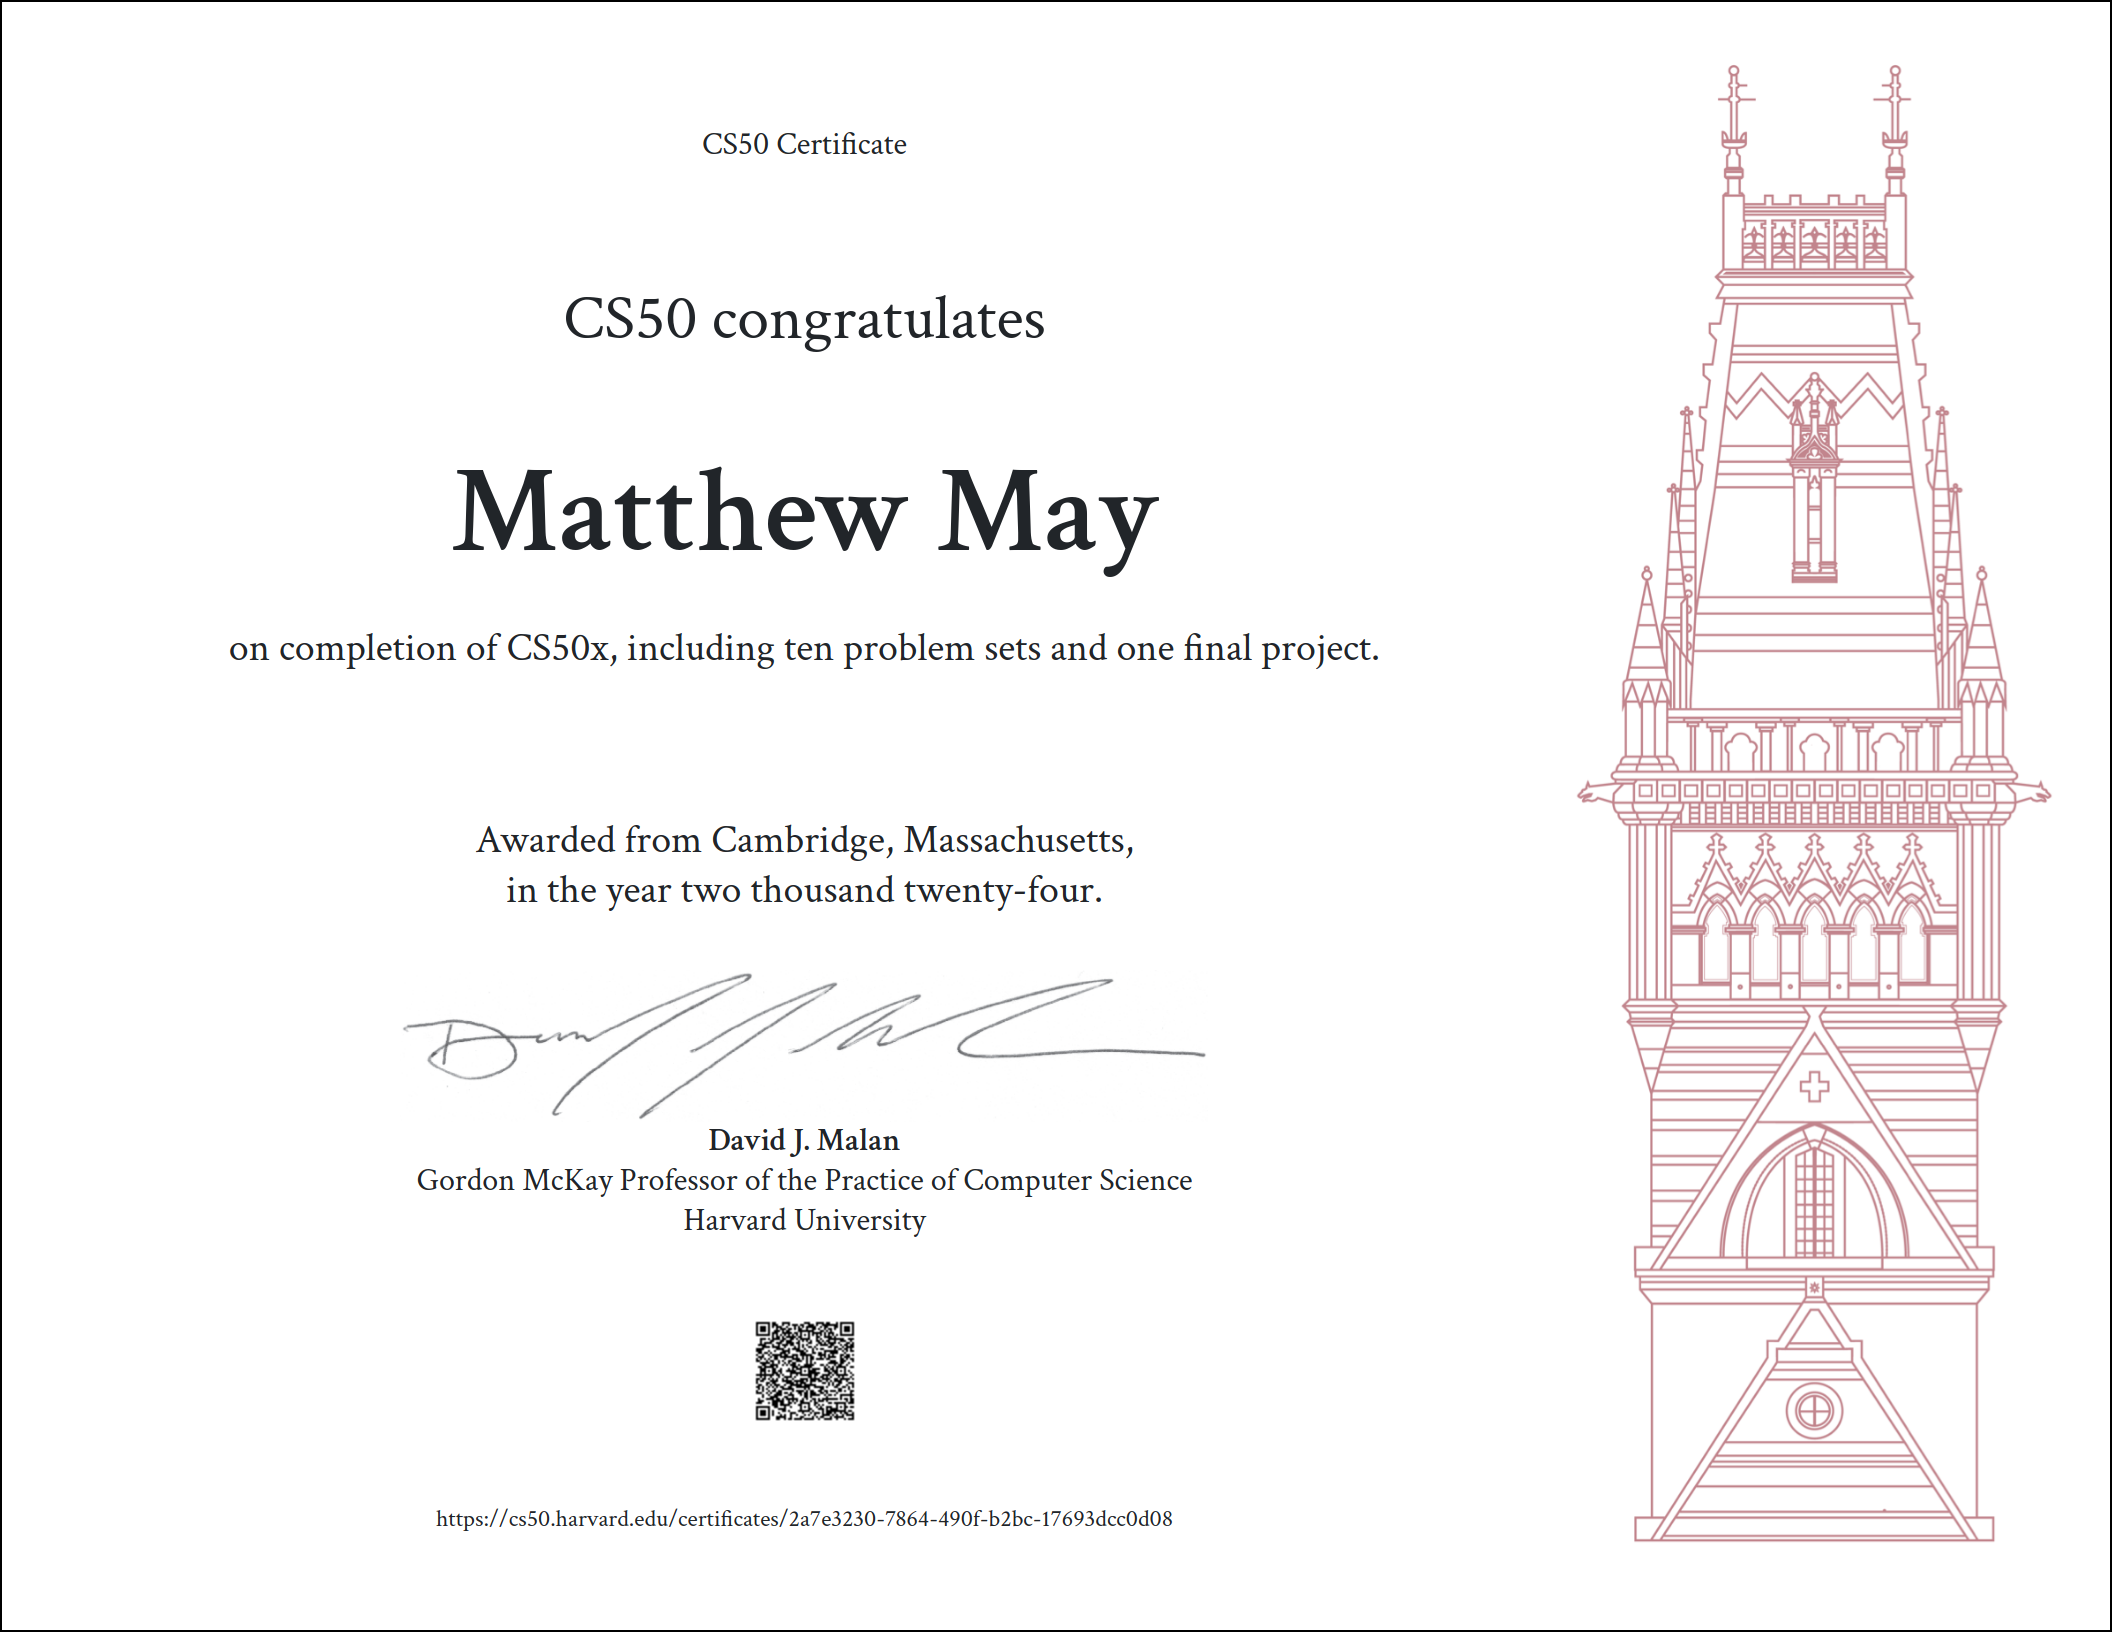 CS50 Certificate
CS50 congratulates
Matthew May
on completion of CS50x, including ten problem sets and one final project.
Awarded from Cambridge, Massachusetts,
in the year two thousand twenty-four.
David J. Malan
Gordon McKay Professor of the Practice of Computer Science
Harvard University
https://cs50.harvard.edu/certificates/2a7e3230-7864-490f-b2bc-17693dcc0d08